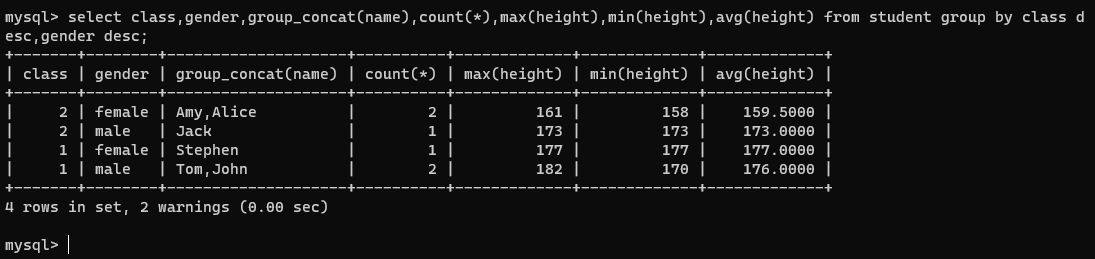 mysql> select class,gender,group_concat(name),count(*),max(height),min(height),avg(height) from student group by class d
esc,gender desc;
+-------+--------+--------------------+----------+-------------+-------------+-------------+
| class | gender | group_concat(name) | count(*) | max(height) | min(height) | avg(height) |
+-------+--------+--------------------+----------+-------------+-------------+-------------+
|     2 | female | Amy,Alice          |        2 |         161 |         158 |    159.5000 |
|     2 | male   | Jack               |        1 |         173 |         173 |    173.0000 |
|     1 | female | Stephen            |        1 |         177 |         177 |    177.0000 |
|     1 | male   | Tom,John           |        2 |         182 |         170 |    176.0000 |
+-------+--------+--------------------+----------+-------------+-------------+-------------+
4 rows in set, 2 warnings (0.00 sec)
mysql>